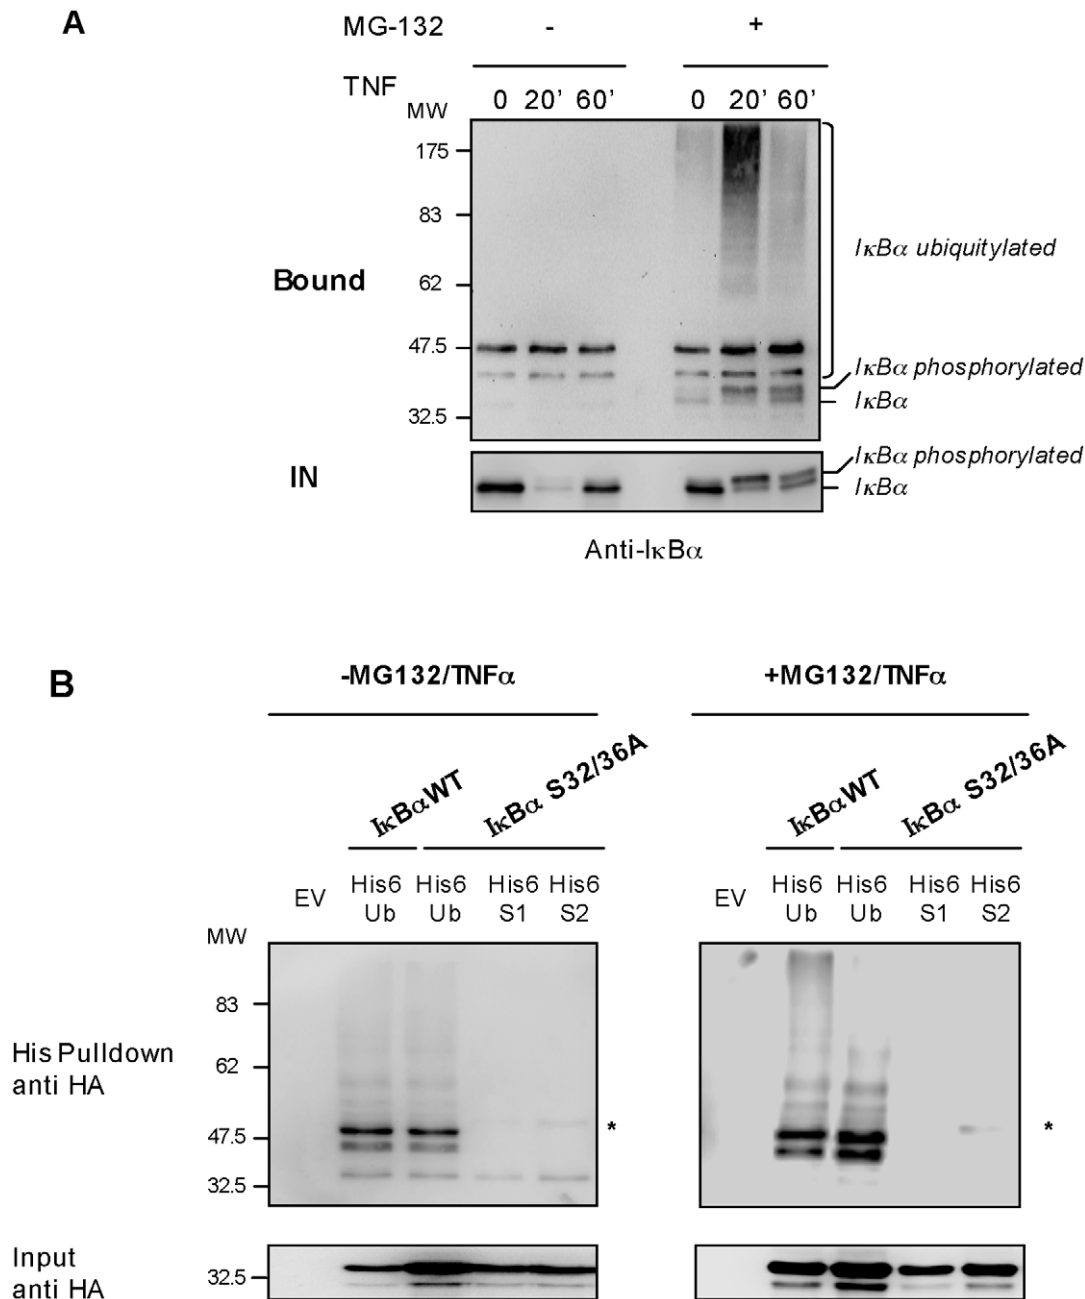 A
MG-132 - +
TNF 0 20' 60' 0 20' 60'
MW
175
83
62
47.5
32.5
Bound
IκBα ubiquitylated
IκBα phosphorylated
IκBα
IN
IκBα phosphorylated
IκBα
Anti-IκBα
B
-MG132/TNFα +MG132/TNFα
IκBαWT IκBα S32/36A IκBαWT IκBα S32/36A
EV His6 His6 His6 His6 EV His6 His6 His6 His6
Ub Ub S1 S2 Ub Ub S1 S2
MW
83
62
47.5
32.5
His Pulldown
anti HA
* *
Input
anti HA
32.5